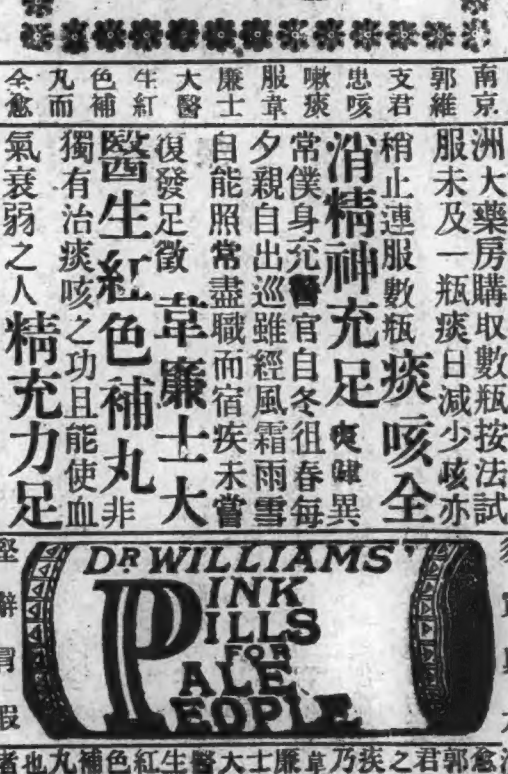 南京
郭維
支君
患咳
嗽痰
服韋
廉士
大醫
生紅
色補
丸而
全愈
洲大藥房購取數瓶按法試
服未及一瓶痰日減少咳亦
稍止連服數瓶痰咳全
消精神充足爽健異
常僕身充警官自冬徂春每
夕親自出巡雖經風霜雨雪
自能照常盡職而宿疾未嘗
復發足徵韋廉士大
醫生紅色補丸非
獨有治痰咳之功且能使血
氣衰弱之人精充力足
DR WILLIAMS'
PINK
PILLS
FOR
PALE
PEOPLE
愈郭君之疾乃韋廉士大醫生紅色補丸也者